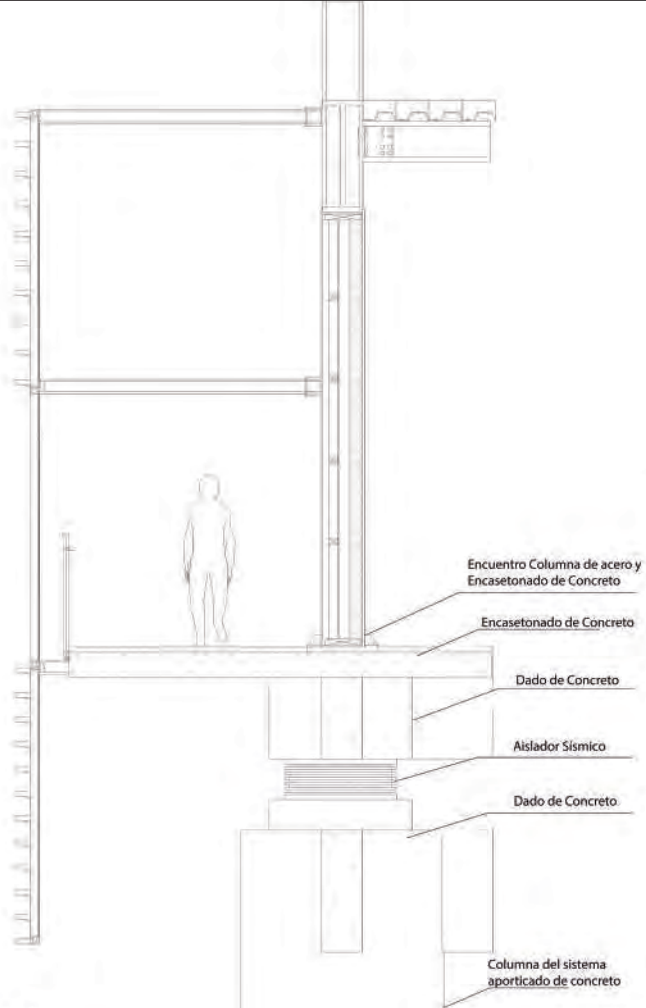 Encuentro Columna de acero y
Encasetonado de Concreto
Encasetonado de Concreto
Dado de Concreto
Aislador Sísmico
Dado de Concreto
Columna del sistema
aporticado de concreto